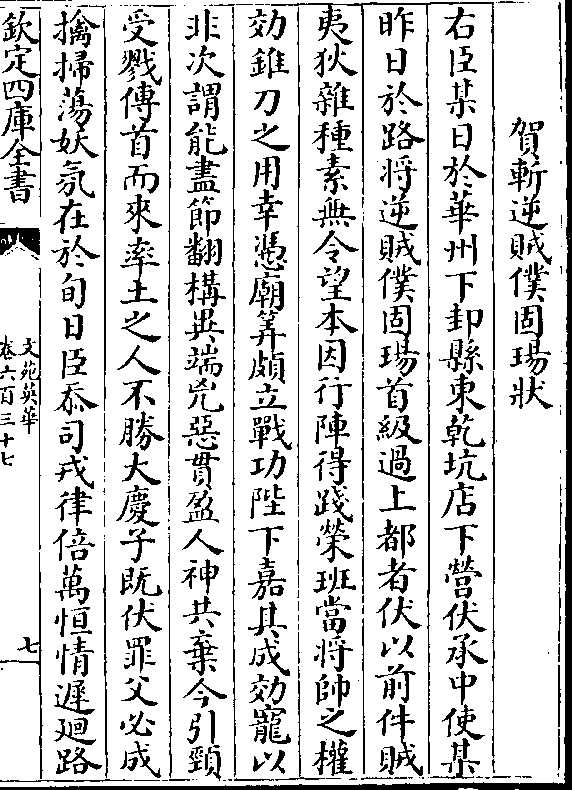 賀斬逆賊僕固瑒狀
右臣某日於華州下邽縣東乾坑店下營伏承中使某
昨日於路將逆賊僕固瑒首級過上都者伏以前件賊
夷狄雜種素無令望本因行陣得踐榮班當將帥之權
効錐刀之用幸憑廟筭頗立戰功陛下嘉其成効寵以
非次謂能盡節翻構異端兇惡貫盈人神共棄今引頸
受戮傳首而來率土之人不勝大慶子既伏罪父必成
擒掃蕩妖氛在於旬日臣忝司戎律倍萬恒情遲廻路
欽定四庫全書
文苑英華
卷六百三十七
七